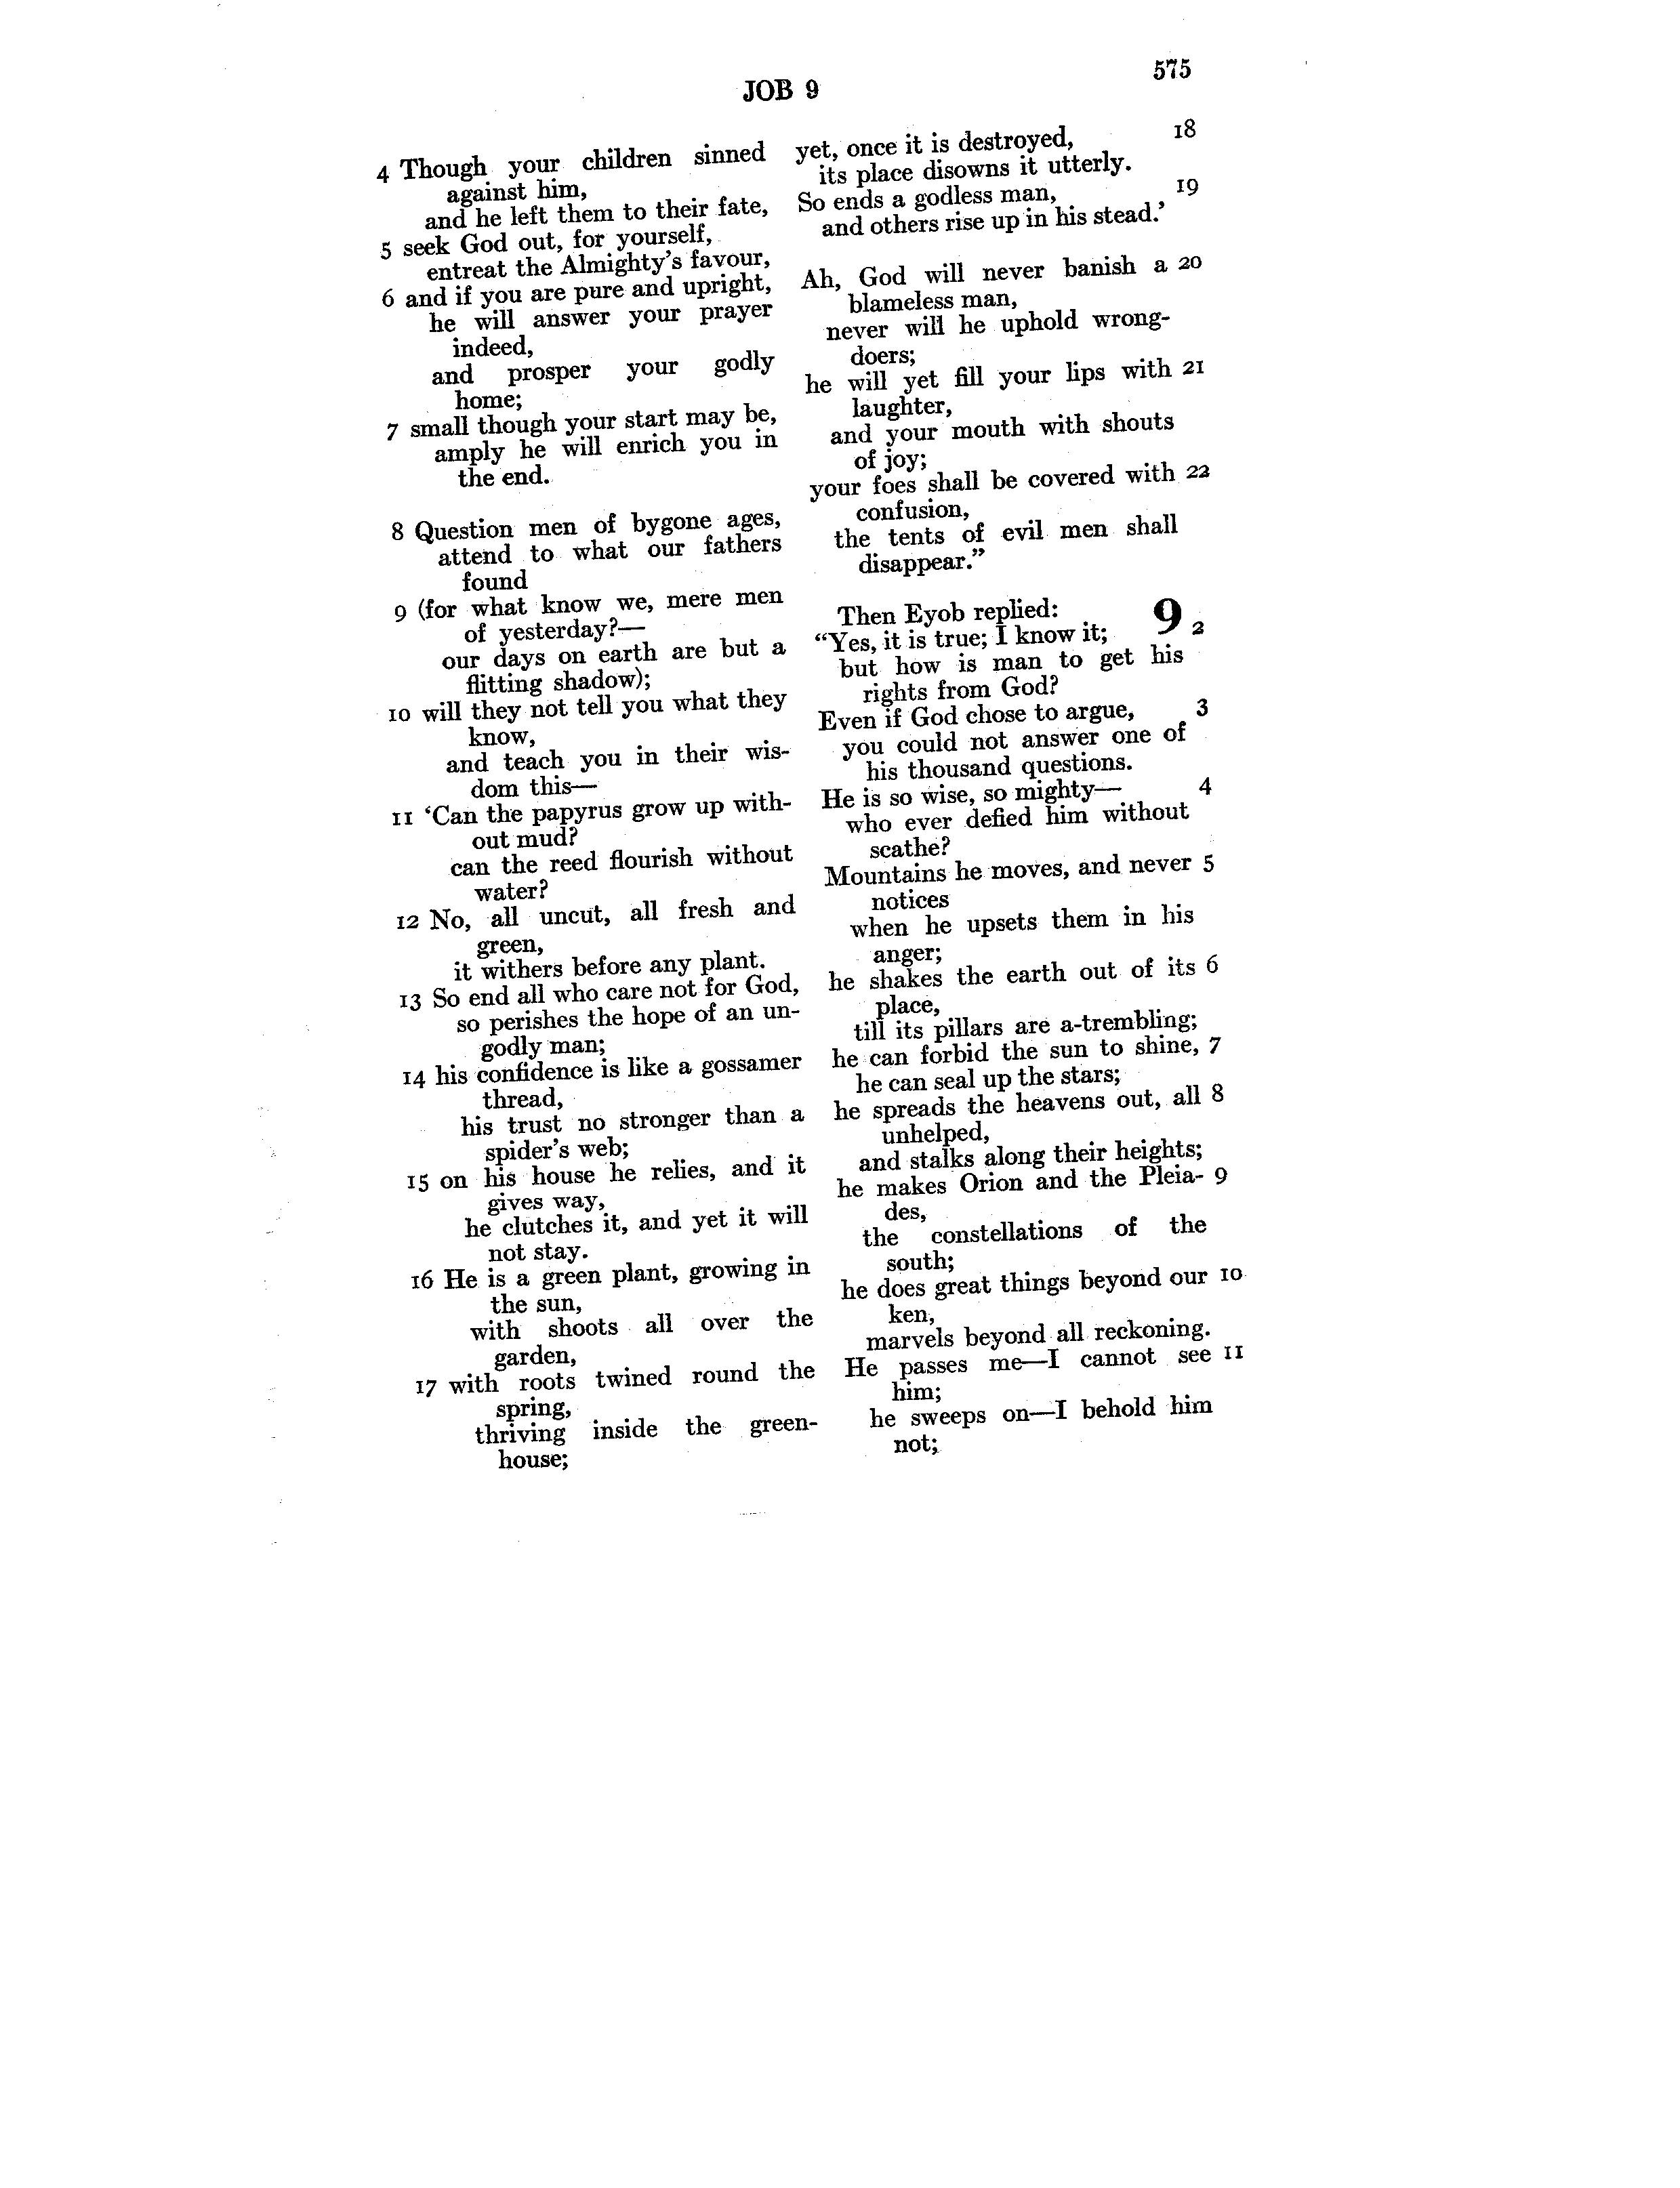 JOB 9
575
4 Though your children sinned
against him,
and he left them to their fate,
5 seek God out, for yourself,
entreat the Almighty's favour,
6 and if you are pure and upright,
he will answer your prayer
indeed,
and prosper your godly
home;
7 small though your start may be,
amply he will enrich you in
the end.
8 Question men of bygone ages,
attend to what our fathers
found
9 (for what know we, mere men
of yesterday?—
our days on earth are but a
flitting shadow);
10 will they not tell you what they
know,
and teach you in their wis-
dom this—
11 ‘Can the papyrus grow up with-
out mud?
can the reed flourish without
water?
12 No, all uncut, all fresh and
green,
it withers before any plant.
13 So end all who care not for God,
so perishes the hope of an un-
godly man;
14 his confidence is like a gossamer
thread,
his trust no stronger than a
spider's web;
15 on his house he relies, and it
gives way,
he clutches it, and yet it will
not stay.
16 He is a green plant, growing in
the sun,
with shoots all over the
garden,
17 with roots twined round the
spring,
thriving inside the green-
house;
yet, once it is destroyed, 18
its place disowns it utterly.
So ends a godless man, 19
and others rise up in his stead.’
Ah, God will never banish a 20
blameless man,
never will he uphold wrong-
doers;
he will yet fill your lips with 21
laughter,
and your mouth with shouts
of joy;
your foes shall be covered with 22
confusion,
the tents of evil men shall
disappear.”
Then Eyob replied: 9
“Yes, it is true; I know it; 2
but how is man to get his
rights from God?
Even if God chose to argue, 3
you could not answer one of
his thousand questions.
He is so wise, so mighty— 4
who ever defied him without
scathe?
Mountains he moves, and never 5
notices
when he upsets them in his
anger;
he shakes the earth out of its 6
place,
till its pillars are a-trembling;
he can forbid the sun to shine, 7
he can seal up the stars;
he spreads the heavens out, all 8
unhelped,
and stalks along their heights;
he makes Orion and the Pleia- 9
des,
the constellations of the
south;
he does great things beyond our 10
ken,
marvels beyond all reckoning.
He passes me—I cannot see 11
him;
he sweeps on—I behold him
not;